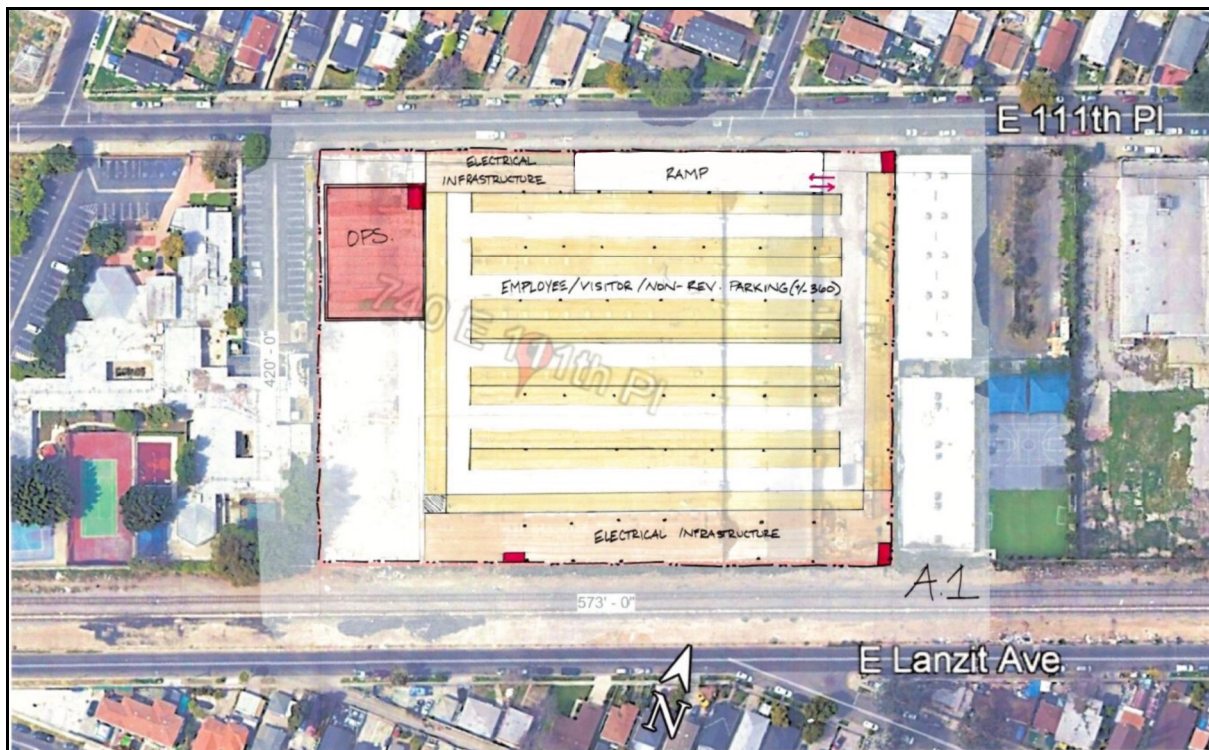 E 111th Pl
ELECTRICAL
INFRASTRUCTURE
RAMP
OPS.
EMPLOYEE/VISITOR/NON-REV. PARKING (+/- 360)
740 E 111th Pl
420' - 0"
ELECTRICAL INFRASTRUCTURE
573' - 0"
A.1
E Lanzit Ave
N